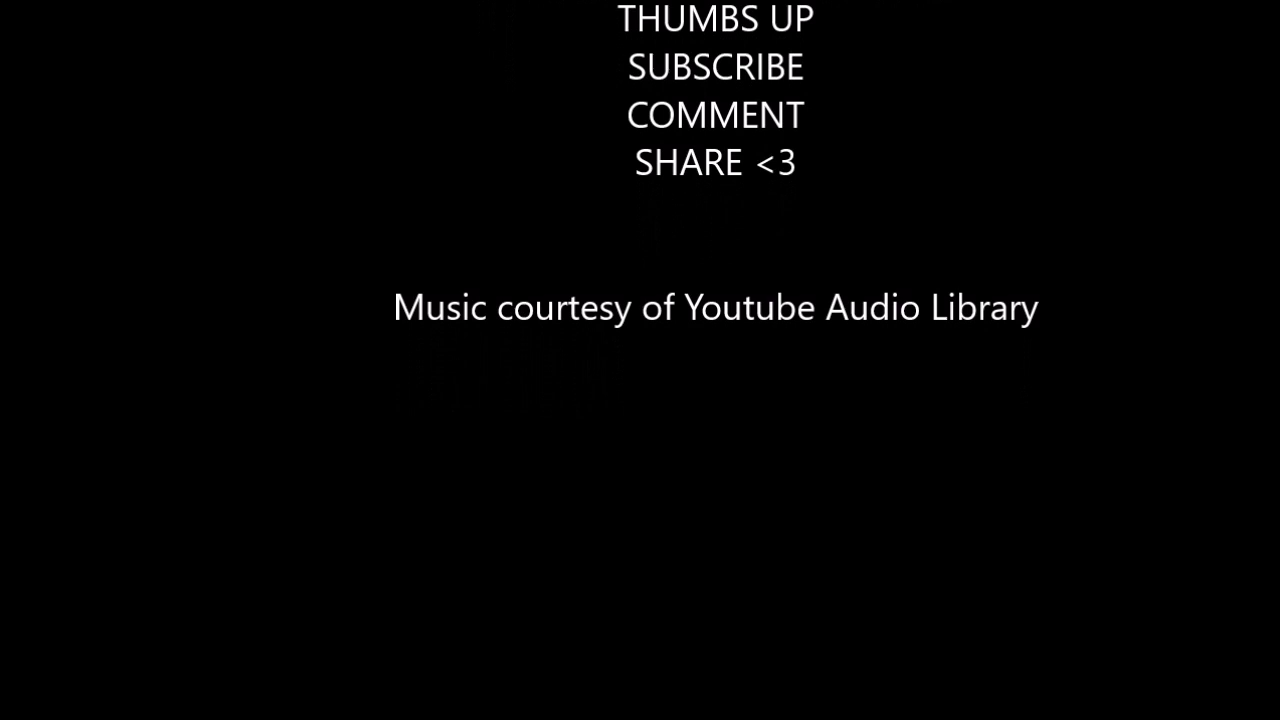 THUMBS UP
SUBSCRIBE
COMMENT
SHARE <3
Music courtesy of Youtube Audio Library